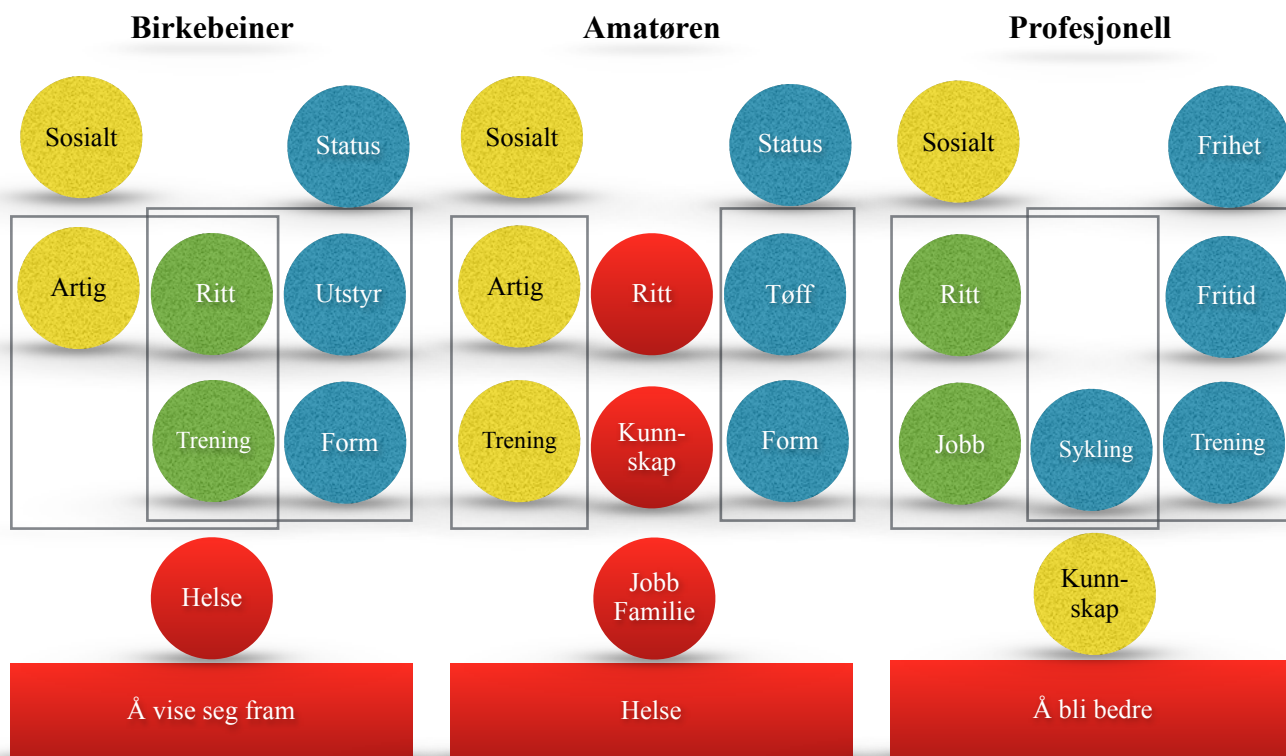 Birkebeiner
Sosialt
Status
Artig
Ritt
Utstyr
Trening
Form
Helse
Å vise seg fram
Amatøren
Sosialt
Status
Artig
Ritt
Tøff
Trening
Kunn-
skap
Form
Jobb
Familie
Helse
Profesjonell
Sosialt
Frihet
Ritt
Fritid
Jobb
Sykling
Trening
Kunn-
skap
Å bli bedre